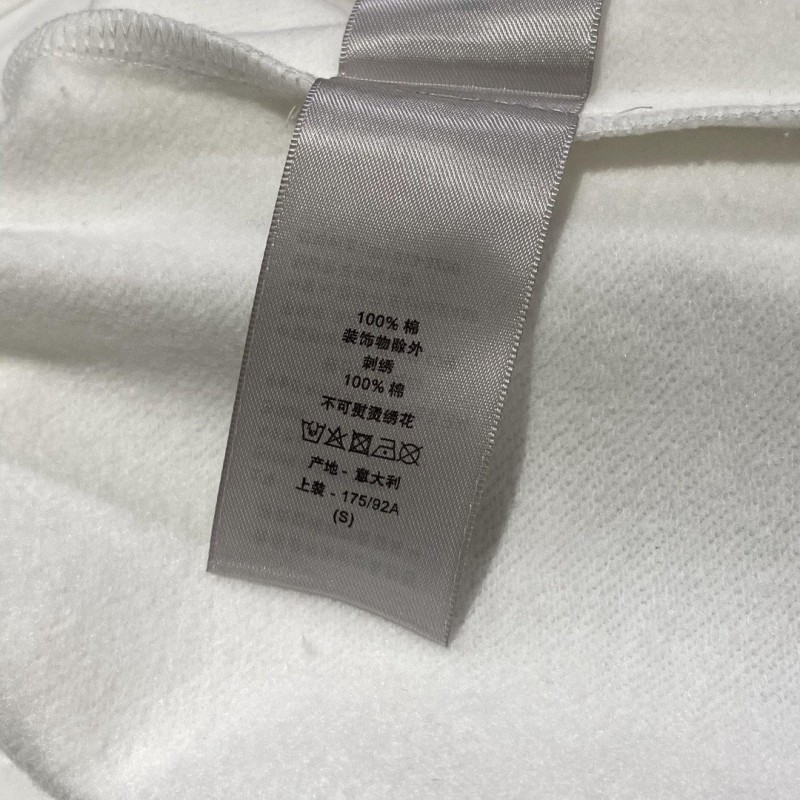 100% 棉
装饰物除外
刺绣
100% 棉
不可熨烫绣花
产地 - 意大利
上装 - 175/92A
(S)